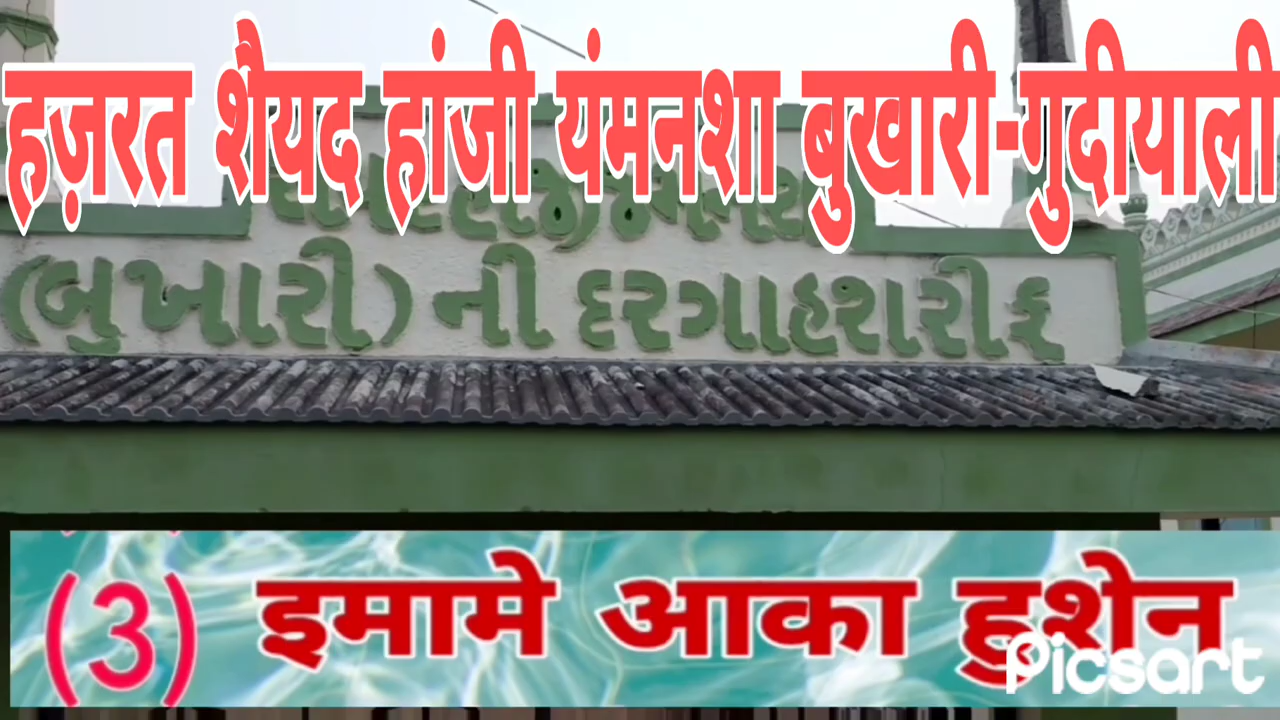 हज़रत शैयद हांजी यंमनशा बुखारी-गुदीयाली
(બુખારી) ની દરગાહશરીફ
(3) इमामे आका हुशेन
Picsart